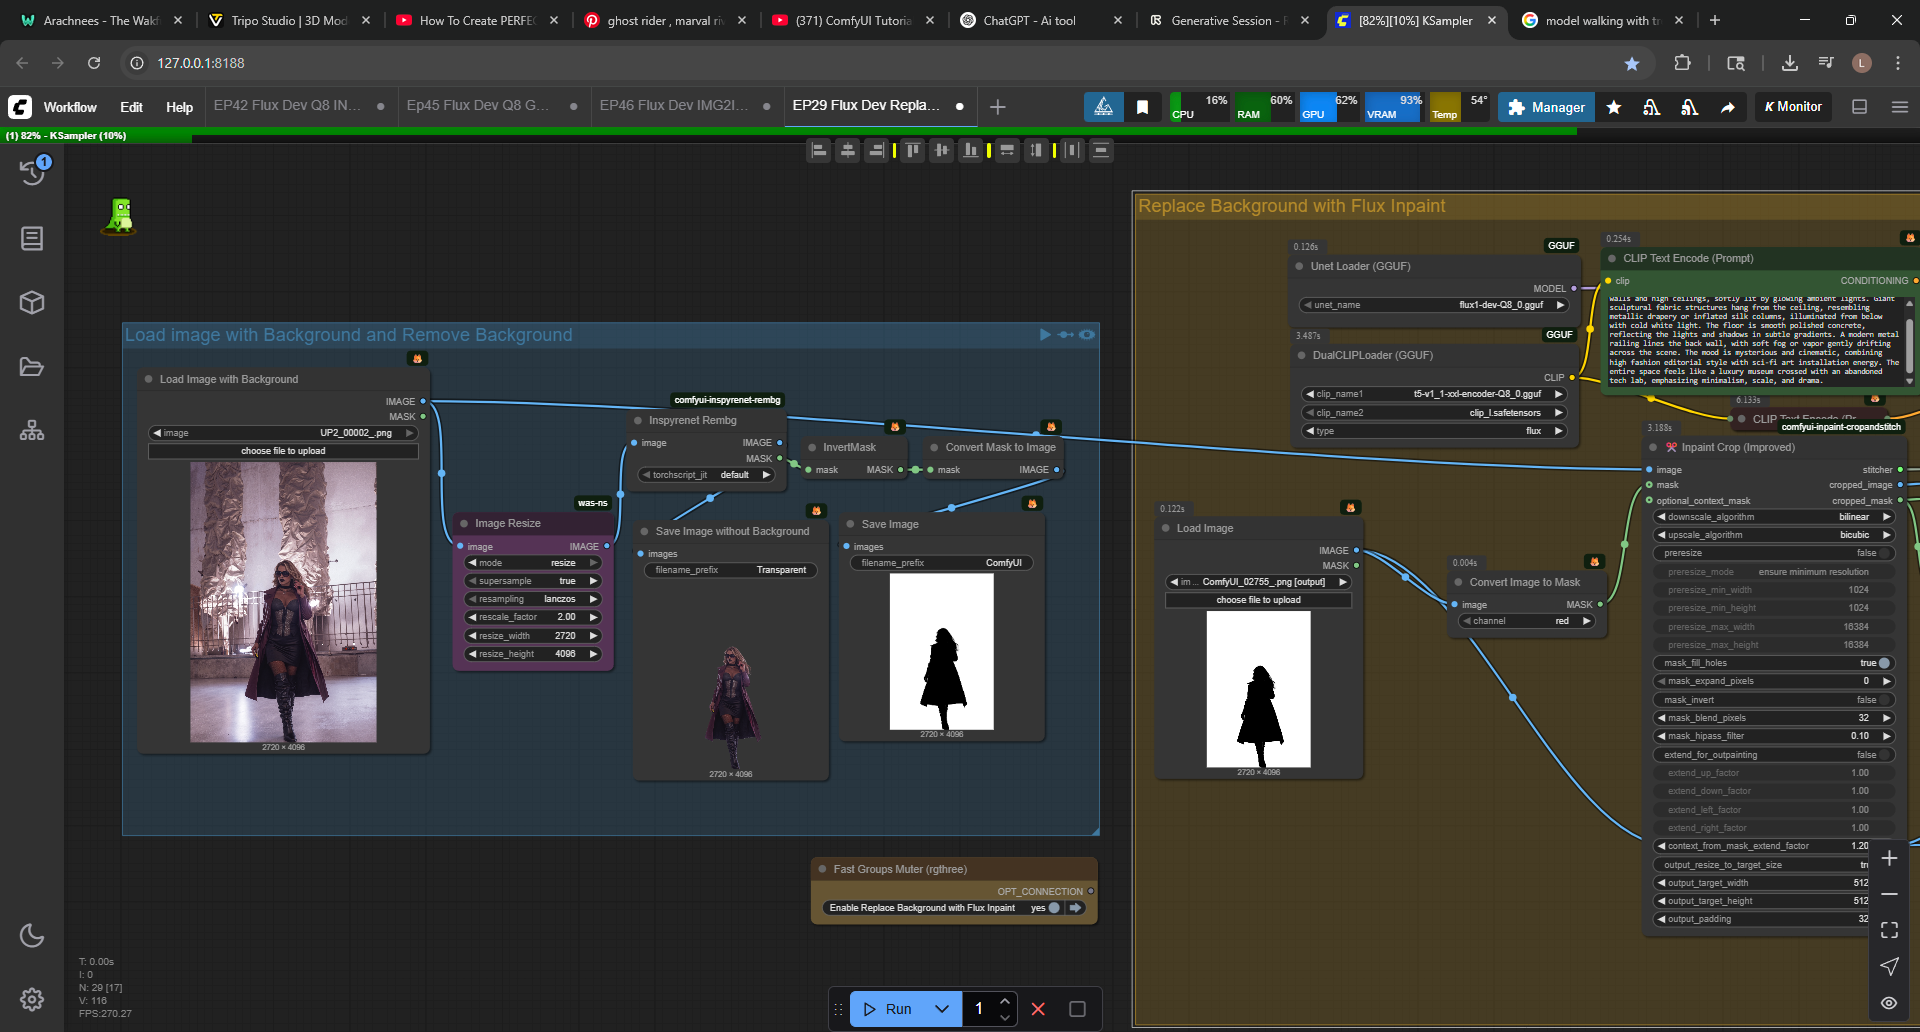 Arachnees - The Wakf
Tripo Studio | 3D Mod
How To Create PERFE
ghost rider , marval riv
(371) ComfyUI Tutoria
ChatGPT - Ai tool
Generative Session -
[82%][10%] KSampler
model walking with tr
127.0.0.1:8188
Workflow
Edit
Help
EP42 Flux Dev Q8 IN...
Ep45 Flux Dev Q8 G...
EP46 Flux Dev IMG2I...
EP29 Flux Dev Repla...
CPU 16%
RAM 60%
GPU 62%
VRAM 93%
Temp 54°
Manager
Monitor
(1) 82% - KSampler (10%)
1
Load image with Background and Remove Background
Load Image with Background
IMAGE
MASK
image UP2_00002_.png
choose file to upload
2720 × 4096
was-ns
Image Resize
image IMAGE
mode resize
supersample true
resampling lanczos
rescale_factor 2.00
resize_width 2720
resize_height 4096
comfyui-inspyrenet-rembg
Inspyrenet Rembg
image IMAGE
MASK
torchscript_jit default
InvertMask
mask MASK
Convert Mask to Image
mask IMAGE
Save Image without Background
images
filename_prefix Transparent
2720 × 4096
Save Image
images
filename_prefix ComfyUI
2720 × 4096
Fast Groups Muter (rgthree)
OPT_CONNECTION
Enable Replace Background with Flux Inpaint yes
Replace Background with Flux Inpaint
0.126s
GGUF
Unet Loader (GGUF)
MODEL
unet_name flux1-dev-Q8_0.gguf
3.487s
GGUF
DualCLIPLoader (GGUF)
CLIP
clip_name1 t5-v1_1-xxl-encoder-Q8_0.gguf
clip_name2 clip_l.safetensors
type flux
0.254s
CLIP Text Encode (Prompt)
clip CONDITIONING
walls and high ceilings, softly lit by glowing ambient lights. Giant
sculptural fabric structures hang from the ceiling, resembling
metallic drapery or inflated silk columns, illuminated from below
with cold white light. The floor is smooth polished concrete,
reflecting the lights and shadows in subtle gradients. A modern metal
railing lines the back wall, with soft fog or vapor gently drifting
across the scene. The mood is mysterious and cinematic, combining
high fashion editorial style with sci-fi art installation energy. The
entire space feels like a luxury museum crossed with an abandoned
tech lab, emphasizing minimalism, scale, and drama.
6.133s
CLIP Text Encode (Pr
3.188s
comfyui-inpaint-cropandstitch
Inpaint Crop (Improved)
image stitcher
mask cropped_image
optional_context_mask cropped_mask
downscale_algorithm bilinear
upscale_algorithm bicubic
preresize false
preresize_mode ensure minimum resolution
preresize_min_width 1024
preresize_min_height 1024
preresize_max_width 16384
preresize_max_height 16384
mask_fill_holes true
mask_expand_pixels 0
mask_invert false
mask_blend_pixels 32
mask_hipass_filter 0.10
extend_for_outpainting false
extend_up_factor 1.00
extend_down_factor 1.00
extend_left_factor 1.00
extend_right_factor 1.00
context_from_mask_extend_factor 1.20
output_resize_to_target_size tr
output_target_width 512
output_target_height 512
output_padding 32
0.122s
Load Image
IMAGE
MASK
im ... ComfyUI_02755_.png [output]
choose file to upload
2720 × 4096
0.004s
Convert Image to Mask
image MASK
channel red
T: 0.00s
I: 0
N: 29 [17]
V: 116
FPS:270.27
Run
1